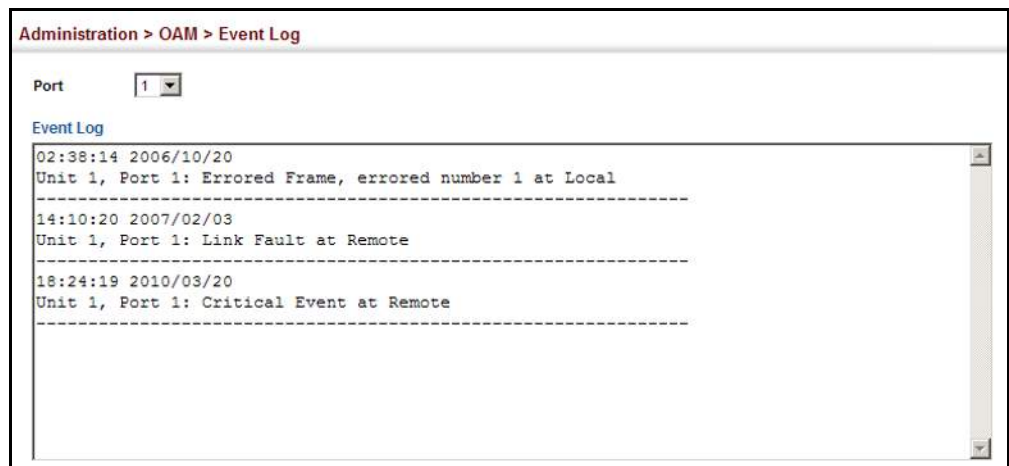 Administration > OAM > Event Log
Port 1
Event Log
02:38:14 2006/10/20
Unit 1, Port 1: Errored Frame, errored number 1 at Local
---------------------------------------------------------------
14:10:20 2007/02/03
Unit 1, Port 1: Link Fault at Remote
---------------------------------------------------------------
18:24:19 2010/03/20
Unit 1, Port 1: Critical Event at Remote
---------------------------------------------------------------